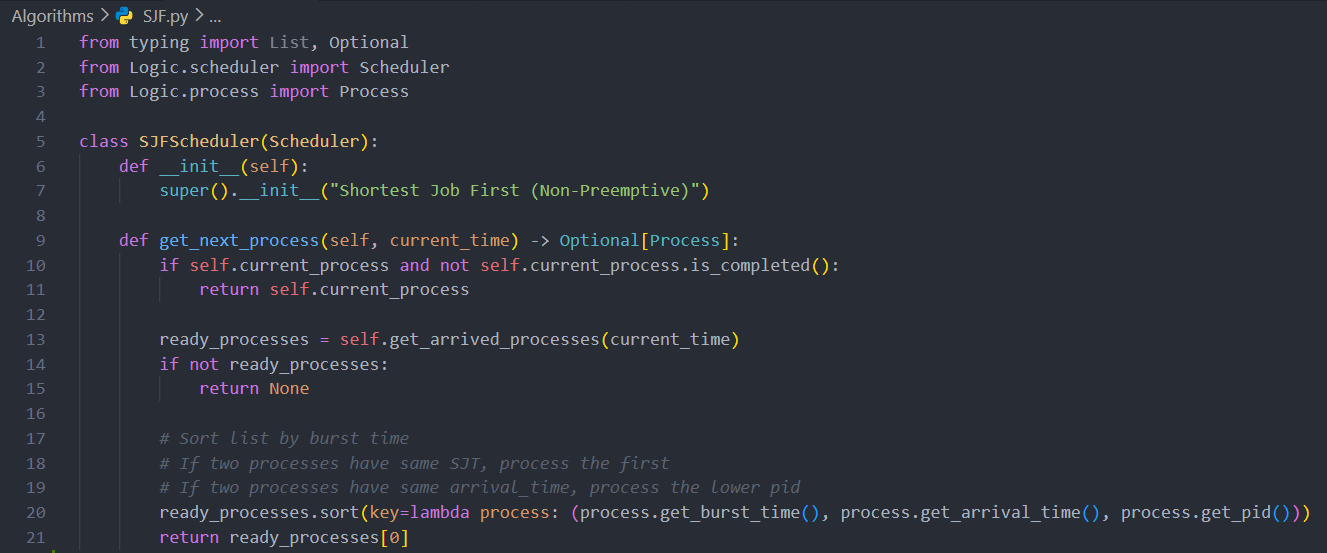 Algorithms > SJF.py > ...
1 from typing import List, Optional
2 from Logic.scheduler import Scheduler
3 from Logic.process import Process
4
5 class SJFScheduler(Scheduler):
6     def __init__(self):
7         super().__init__("Shortest Job First (Non-Preemptive)")
8
9     def get_next_process(self, current_time) -> Optional[Process]:
10         if self.current_process and not self.current_process.is_completed():
11             return self.current_process
12
13         ready_processes = self.get_arrived_processes(current_time)
14         if not ready_processes:
15             return None
16
17         # Sort list by burst time
18         # If two processes have same SJT, process the first
19         # If two processes have same arrival_time, process the lower pid
20         ready_processes.sort(key=lambda process: (process.get_burst_time(), process.get_arrival_time(), process.get_pid()))
21         return ready_processes[0]